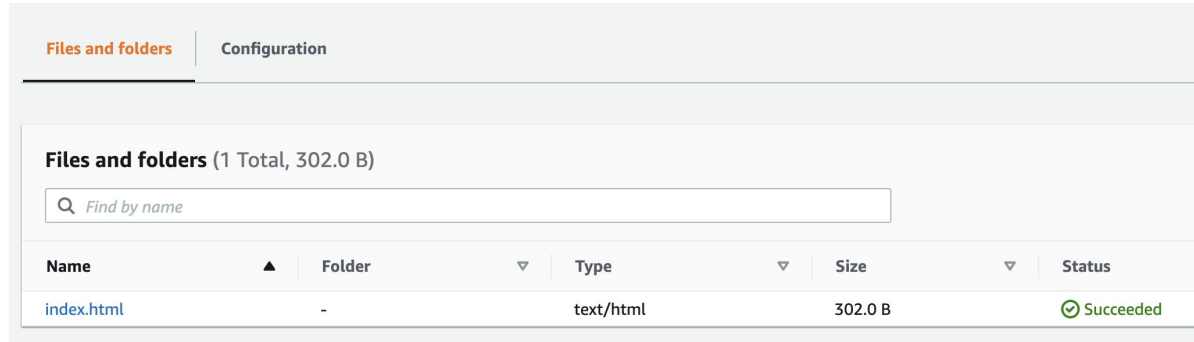 Files and folders Configuration
Files and folders (1 Total, 302.0 B)
Find by name
Name Folder Type Size Status
index.html - text/html 302.0 B Succeeded